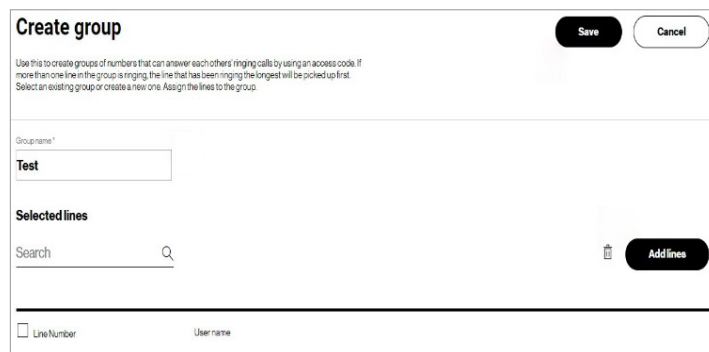 Create group
Save
Cancel
Use this to create groups of numbers that can answer each others' ringing calls by using an access code. If
more than one line in the group is ringing, the line that has been ringing the longest will be picked up first.
Select an existing group or create a new one. Assign the lines to the group.
Group name*
Test
Selected lines
Search
Add lines
Line Number
User name